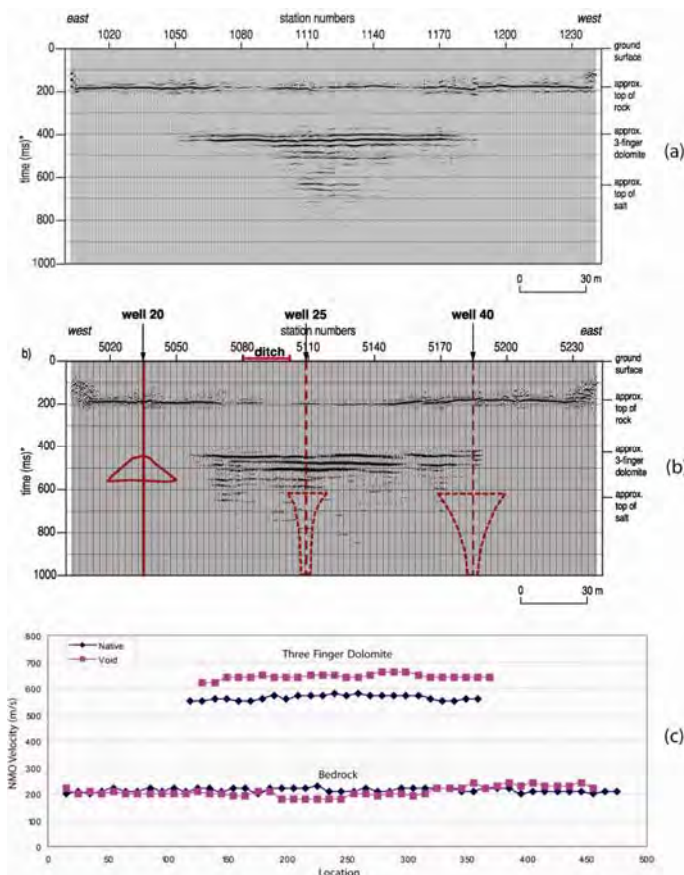 east station numbers west
1020 1050 1080 1110 1140 1170 1200 1230
0 ground surface
200 approx. top of rock
400 approx. 3-finger dolomite
600 approx. top of salt
800
1000
time (ms)*
(a)
0 30 m
well 20 well 25 well 40
west station numbers east
5020 5050 5080 5110 5140 5170 5200 5230
ditch
b)
0 ground surface
200 approx. top of rock
400 approx. 3-finger dolomite
600 approx. top of salt
800
1000
time (ms)*
(b)
0 30 m
800
Native
Void
Three Finger Dolomite
700
600
500
400
Bedrock
300
200
100
0
NMO Velocity (m/s)
(c)
0 50 100 150 200 250 300 350 400 450 500
Location